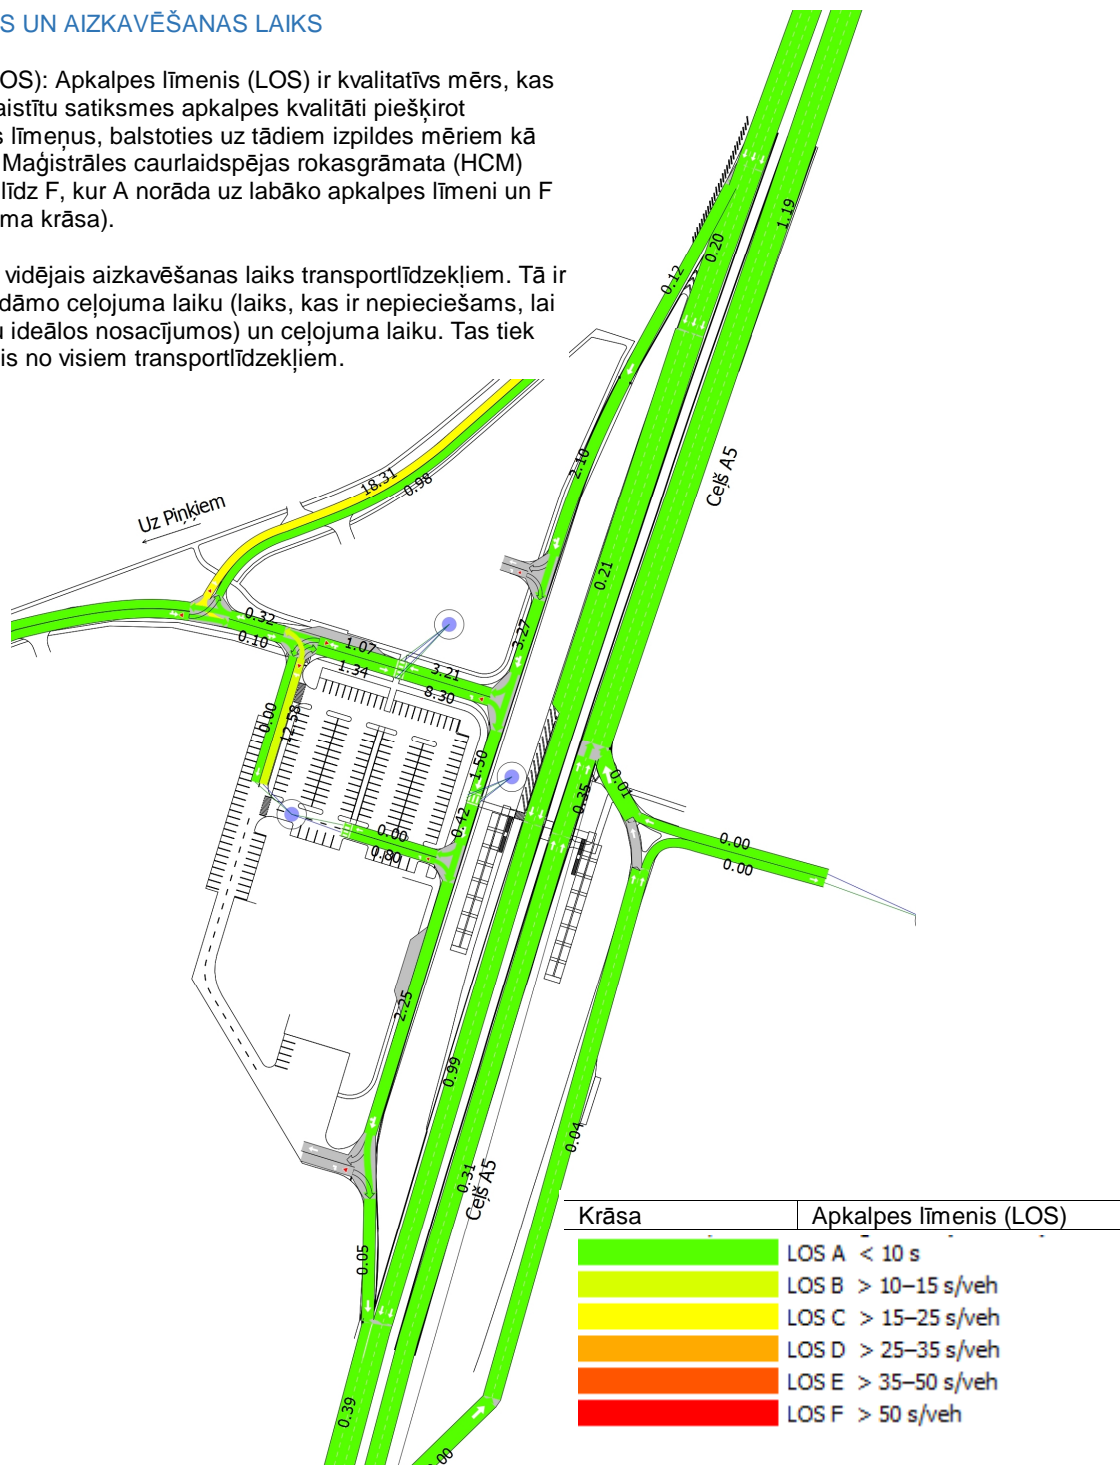 S UN AIZKAVĒŠANAS LAIKS
OS): Apkalpes līmenis (LOS) ir kvalitatīvs mērs, kas
aistītu satiksmes apkalpes kvalitāti piešķirot
s līmeņus, balstoties uz tādiem izpildes mēriem kā
Maģistrāles caurlaidspējas rokasgrāmata (HCM)
līdz F, kur A norāda uz labāko apkalpes līmeni un F
ma krāsa).
vidējais aizkavēšanas laiks transportlīdzekļiem. Tā ir
dāmo ceļojuma laiku (laiks, kas ir nepieciešams, lai
u ideālos nosacījumos) un ceļojuma laiku. Tas tiek
is no visiem transportlīdzekļiem.
1.19
0.20
0.12
2.10
Ceļš A5
18.31
0.98
Uz Piņķiem
0.21
0.32
0.10
3.27
1.07
1.34
3.21
8.30
0.00
12.58
1.50
0.42
0.35
0.01
0.00
0.80
0.00
0.00
2.25
0.99
0.04
0.31
Ceļš A5
0.05
0.39
0.00
Krāsa Apkalpes līmenis (LOS)
LOS A < 10 s
LOS B > 10–15 s/veh
LOS C > 15–25 s/veh
LOS D > 25–35 s/veh
LOS E > 35–50 s/veh
LOS F > 50 s/veh